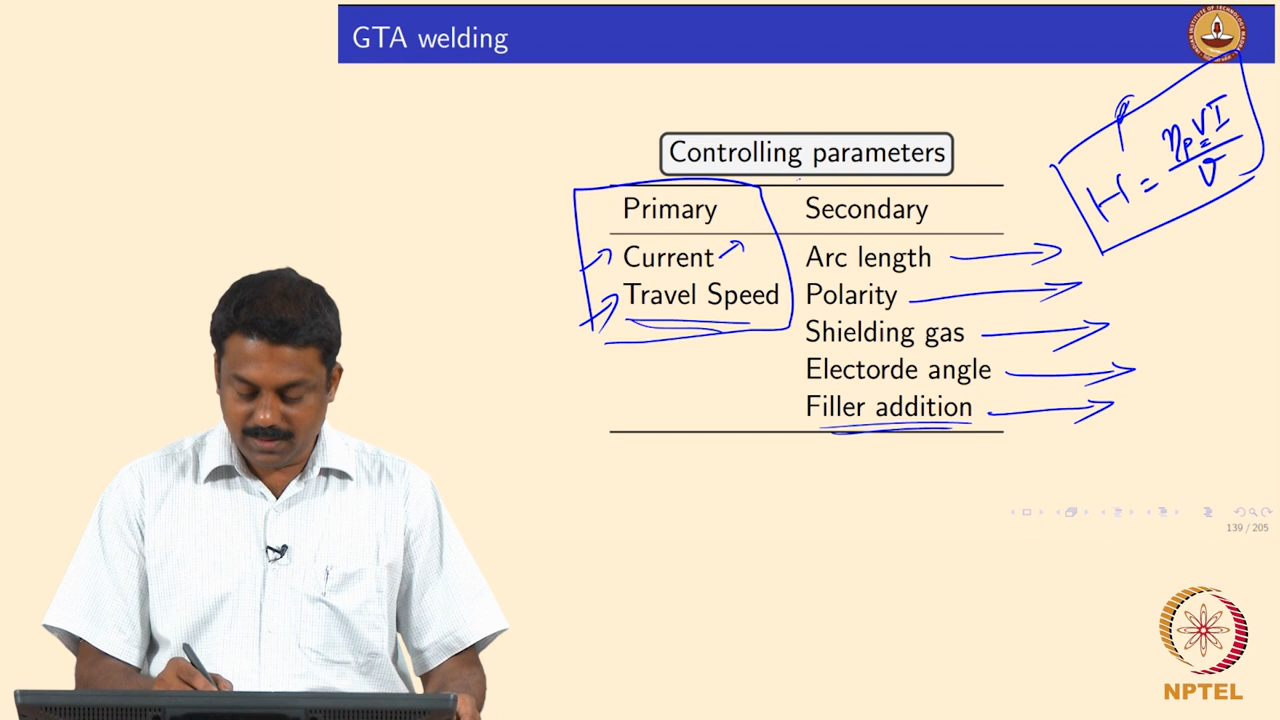 GTA welding
Controlling parameters
Primary Secondary
Current Arc length
Travel Speed Polarity
Shielding gas
Electorde angle
Filler addition
H = ηp V I / v
139 / 205
NPTEL